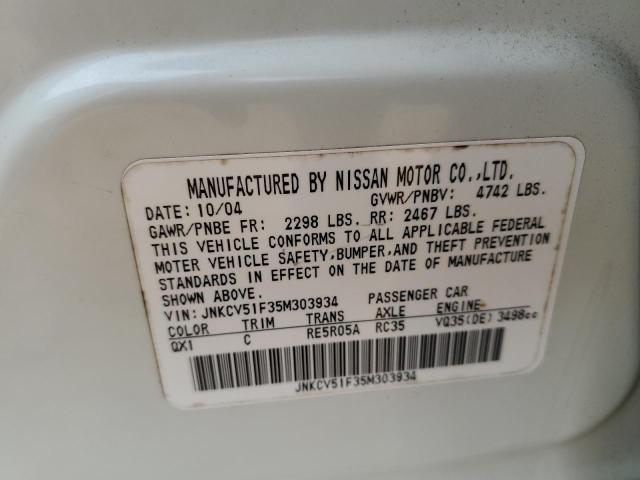 MANUFACTURED BY NISSAN MOTOR CO.,LTD.
DATE: 10/04 GVWR/PNBV: 4742 LBS.
GAWR/PNBE FR: 2298 LBS. RR: 2467 LBS.
THIS VEHICLE CONFORMS TO ALL APPLICABLE FEDERAL
MOTER VEHICLE SAFETY,BUMPER,AND THEFT PREVENTION
STANDARDS IN EFFECT ON THE DATE OF MANUFACTURE
SHOWN ABOVE.
VIN: JNKCV51F35M303934 PASSENGER CAR
COLOR TRIM TRANS AXLE ENGINE
QX1 C RE5R05A RC35 VQ35(DE) 3498cc
JNKCV51F35M303934